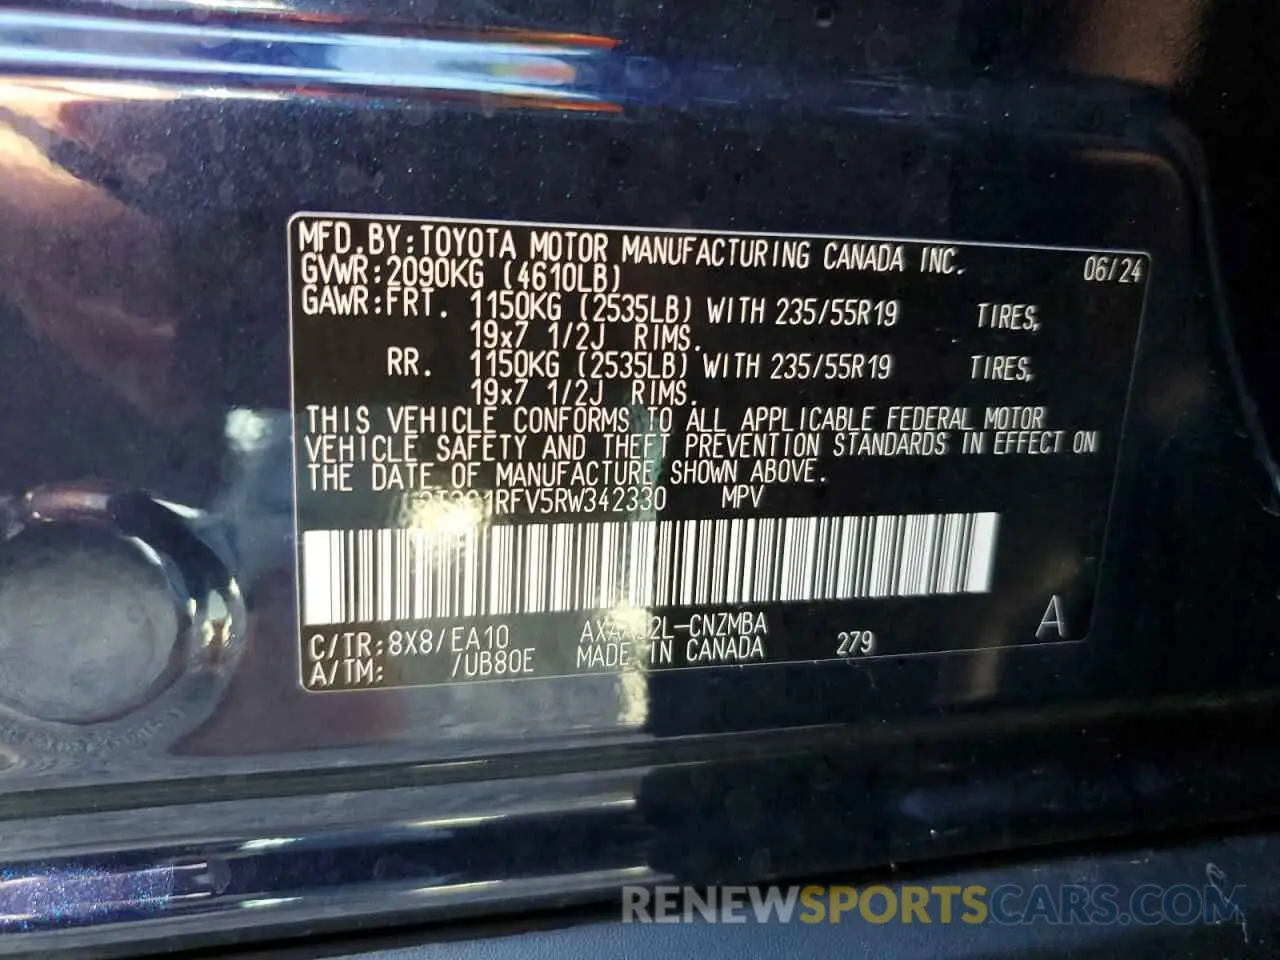 MFD.BY:TOYOTA MOTOR MANUFACTURING CANADA INC. 06/24
GVWR:2090KG (4610LB)
GAWR:FRT. 1150KG (2535LB) WITH 235/55R19 TIRES,
19x7 1/2J RIMS.
RR. 1150KG (2535LB) WITH 235/55R19 TIRES,
19x7 1/2J RIMS.
THIS VEHICLE CONFORMS TO ALL APPLICABLE FEDERAL MOTOR
VEHICLE SAFETY AND THEFT PREVENTION STANDARDS IN EFFECT ON
THE DATE OF MANUFACTURE SHOWN ABOVE.
MPV
C/TR:8X8/EA10 279 A
A/TM: /UB80E MADE IN CANADA
RENEWSPORTSCARS.COM